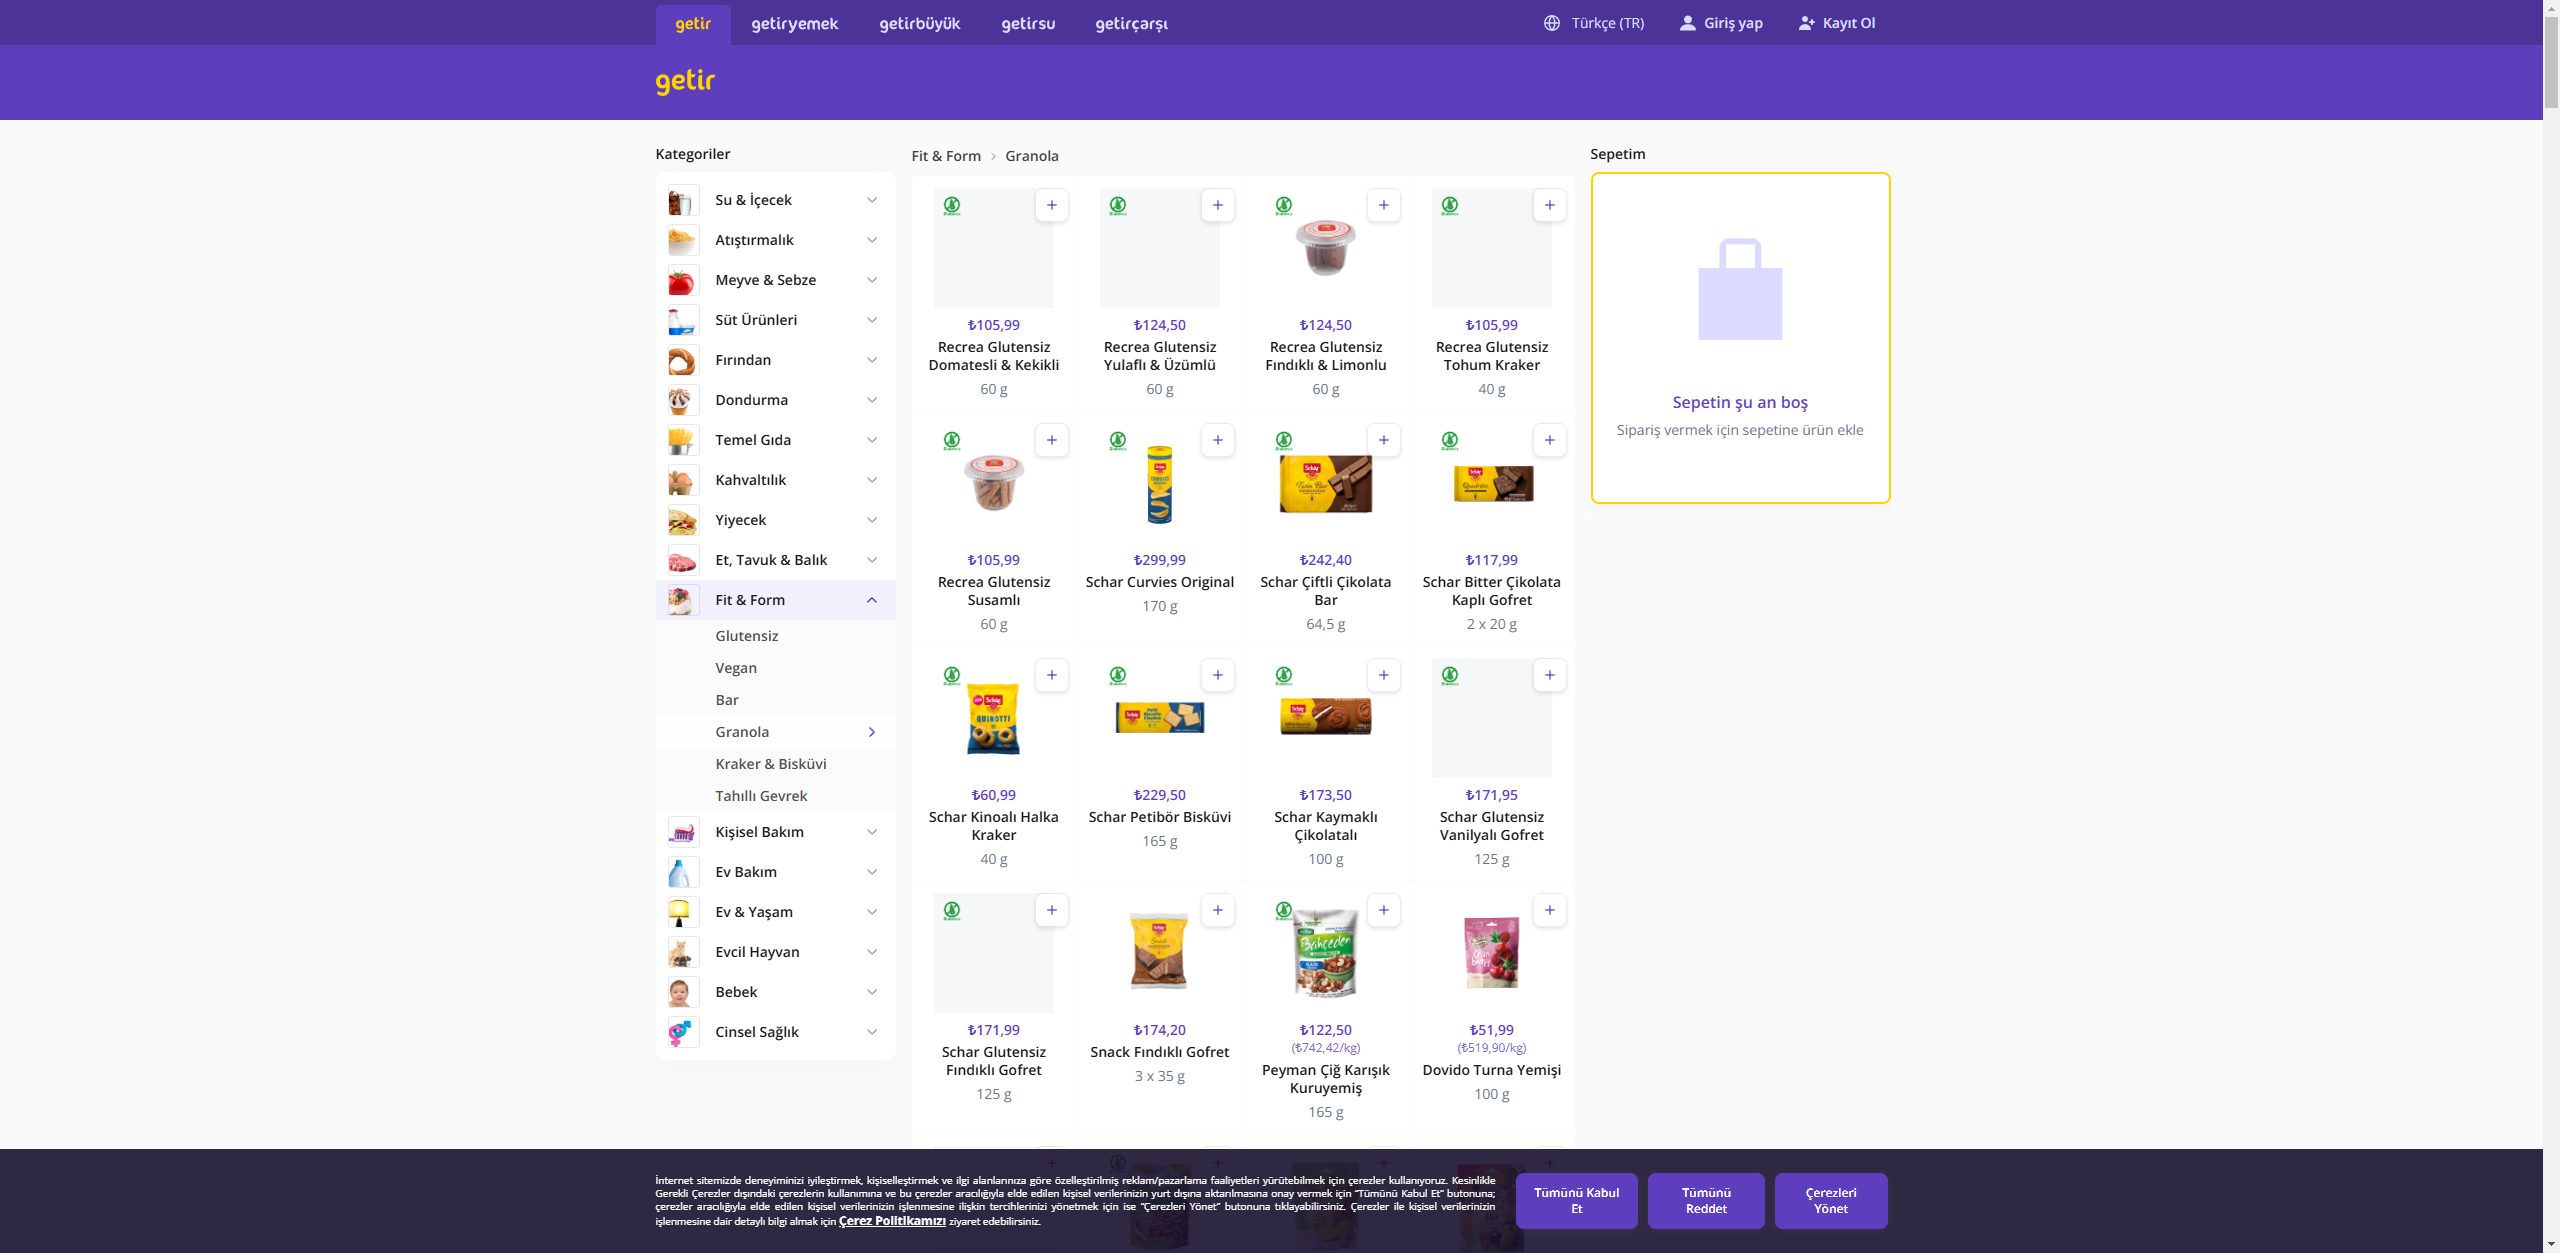 getir
getiryemek
getirbüyük
getirsu
getirçarşı
Türkçe (TR)
Giriş yap
Kayıt Ol
getir
Kategoriler
Su & İçecek
Atıştırmalık
Meyve & Sebze
Süt Ürünleri
Fırından
Dondurma
Temel Gıda
Kahvaltılık
Yiyecek
Et, Tavuk & Balık
Fit & Form
Glutensiz
Vegan
Bar
Granola
Kraker & Bisküvi
Tahıllı Gevrek
Kişisel Bakım
Ev Bakım
Ev & Yaşam
Evcil Hayvan
Bebek
Cinsel Sağlık
Fit & Form
Granola
₺105,99
Recrea Glutensiz
Domatesli & Kekikli
60 g
₺124,50
Recrea Glutensiz
Yulaflı & Üzümlü
60 g
₺124,50
Recrea Glutensiz
Fındıklı & Limonlu
60 g
₺105,99
Recrea Glutensiz
Tohum Kraker
40 g
₺105,99
Recrea Glutensiz
Susamlı
60 g
₺299,99
Schar Curvies Original
170 g
₺242,40
Schar Çiftli Çikolata
Bar
64,5 g
₺117,99
Schar Bitter Çikolata
Kaplı Gofret
2 x 20 g
₺60,99
Schar Kinoalı Halka
Kraker
40 g
₺229,50
Schar Petibör Bisküvi
165 g
₺173,50
Schar Kaymaklı
Çikolatalı
100 g
₺171,95
Schar Glutensiz
Vanilyalı Gofret
125 g
₺171,99
Schar Glutensiz
Fındıklı Gofret
125 g
₺174,20
Snack Fındıklı Gofret
3 x 35 g
Bahçeden
₺122,50
(₺742,42/kg)
Peyman Çiğ Karışık
Kuruyemiş
165 g
₺51,99
(₺519,90/kg)
Dovido Turna Yemişi
100 g
Sepetim
Sepetin şu an boş
Sipariş vermek için sepetine ürün ekle
İnternet sitemizde deneyiminizi iyileştirmek, kişiselleştirmek ve ilgi alanlarınıza göre özelleştirilmiş reklam/pazarlama faaliyetleri yürütebilmek için çerezler kullanıyoruz. Kesinlikle
Gerekli Çerezler dışındaki çerezlerin kullanımına ve bu çerezler aracılığıyla elde edilen kişisel verilerinizin yurt dışına aktarılmasına onay vermek için "Tümünü Kabul Et" butonuna;
çerezler aracılığıyla elde edilen kişisel verilerinizin işlenmesine ilişkin tercihlerinizi yönetmek için ise "Çerezleri Yönet" butonuna tıklayabilirsiniz. Çerezler ile kişisel verilerinizin
işlenmesine dair detaylı bilgi almak için Çerez Politikamızı ziyaret edebilirsiniz.
Tümünü Kabul
Et
Tümünü
Reddet
Çerezleri
Yönet